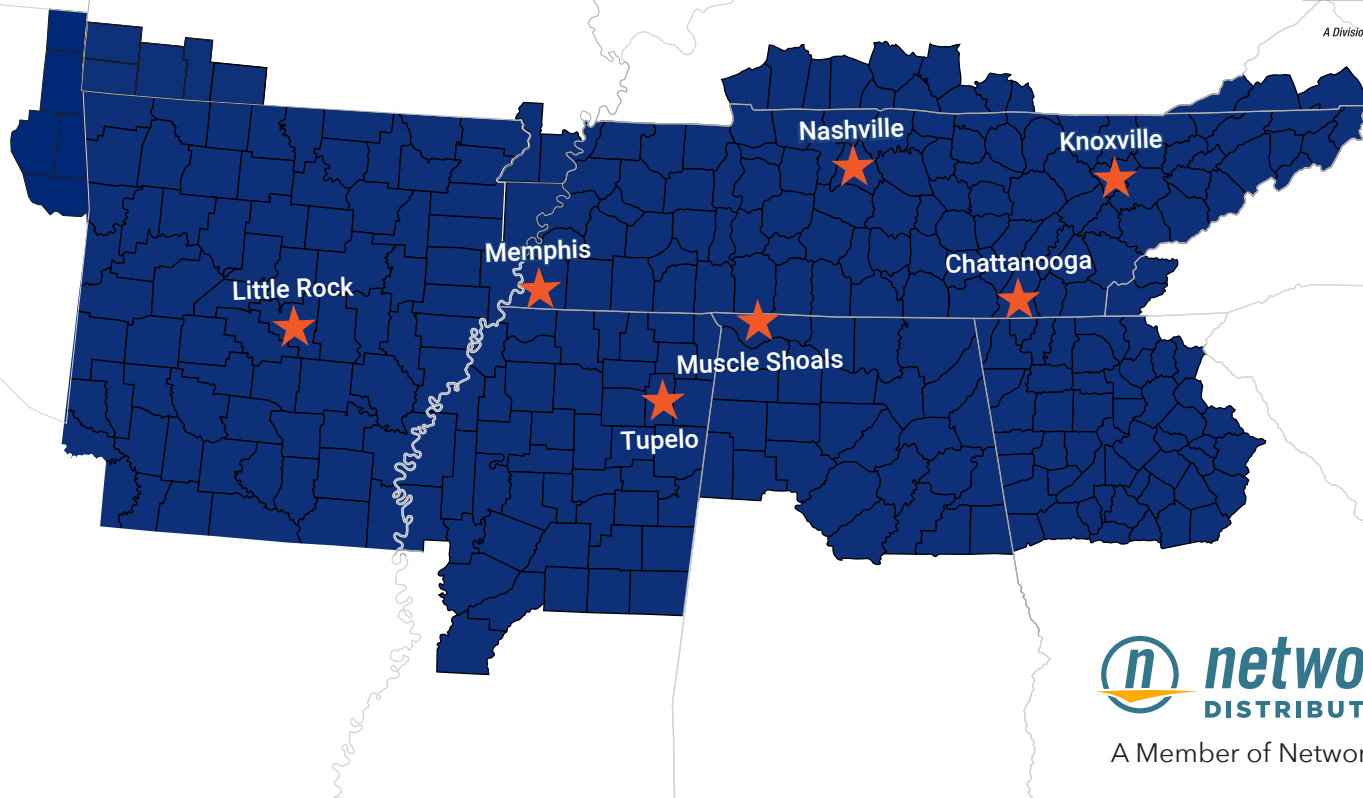 A Divisio
Nashville
Knoxville
Memphis
Chattanooga
Little Rock
Muscle Shoals
Tupelo
n netwo
DISTRIBUT
A Member of Networ